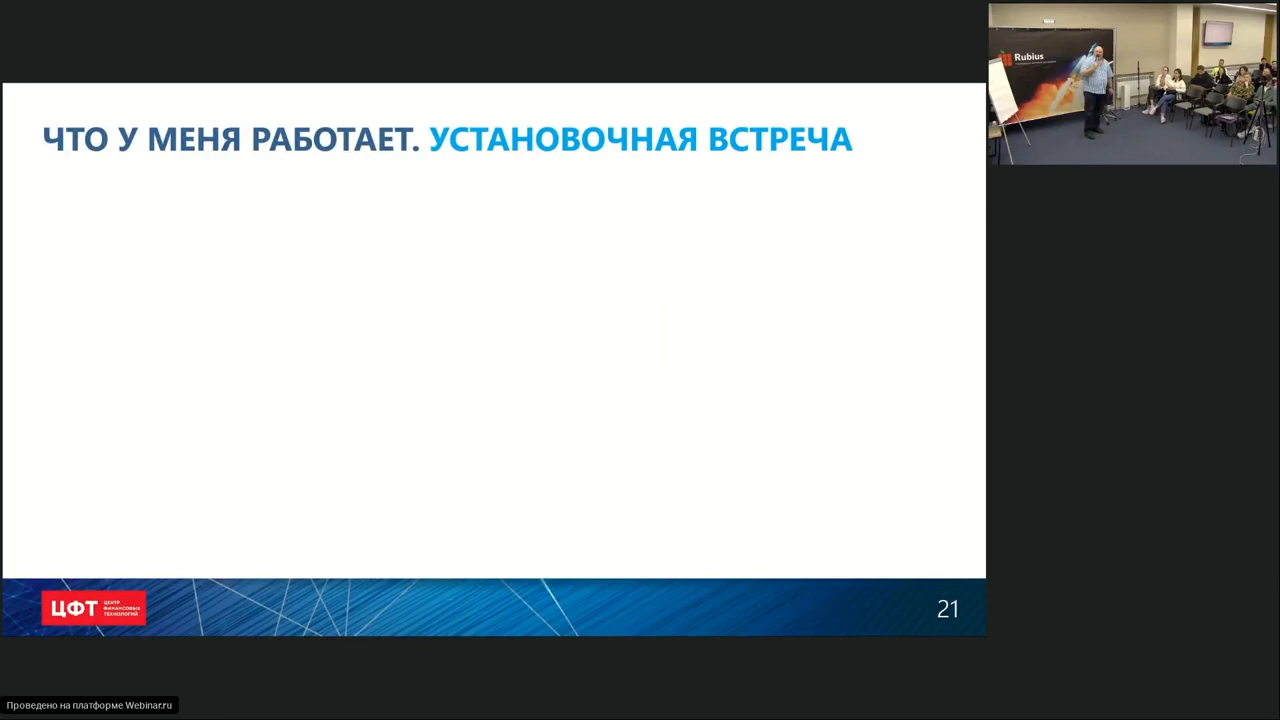 ЧТО У МЕНЯ РАБОТАЕТ. УСТАНОВОЧНАЯ ВСТРЕЧА
Rubius
ЦФТ
ЦЕНТР
ФИНАНСОВЫХ
ТЕХНОЛОГИЙ
21
Проведено на платформе Webinar.ru